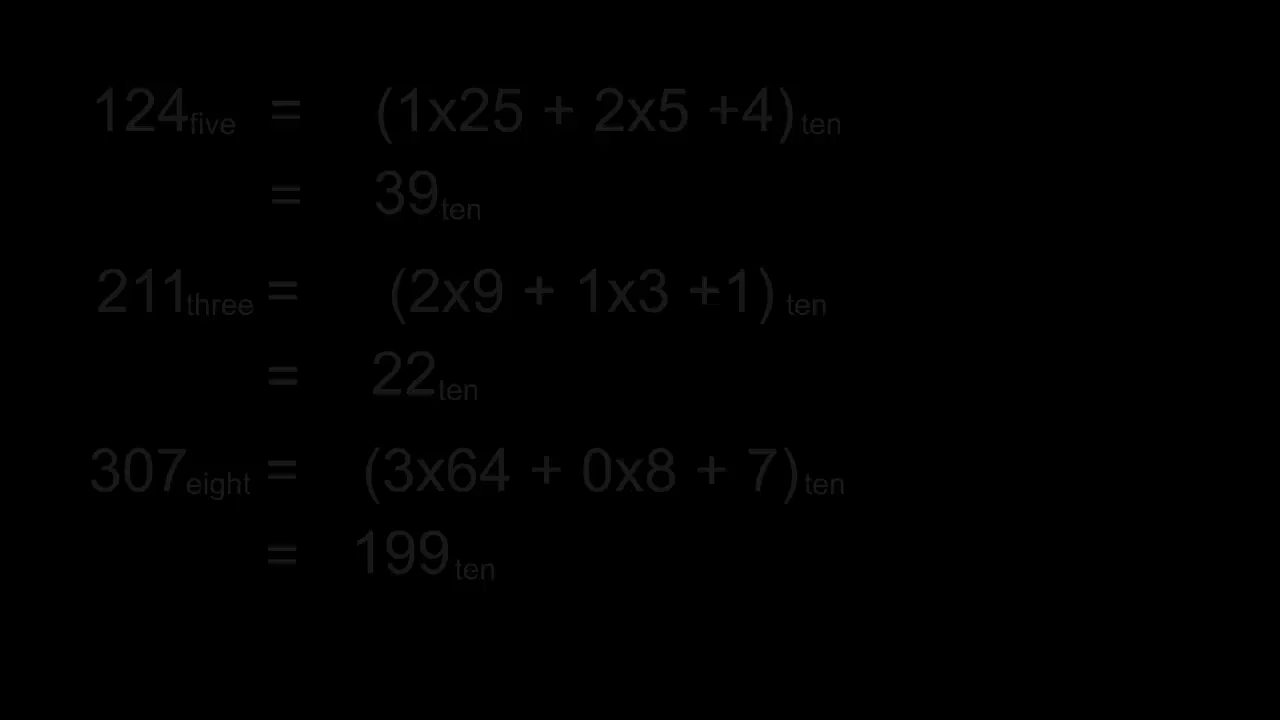 124five = (1x25 + 2x5 +4)ten
= 39ten
211three = (2x9 + 1x3 +1)ten
= 22ten
307eight = (3x64 + 0x8 + 7)ten
= 199ten